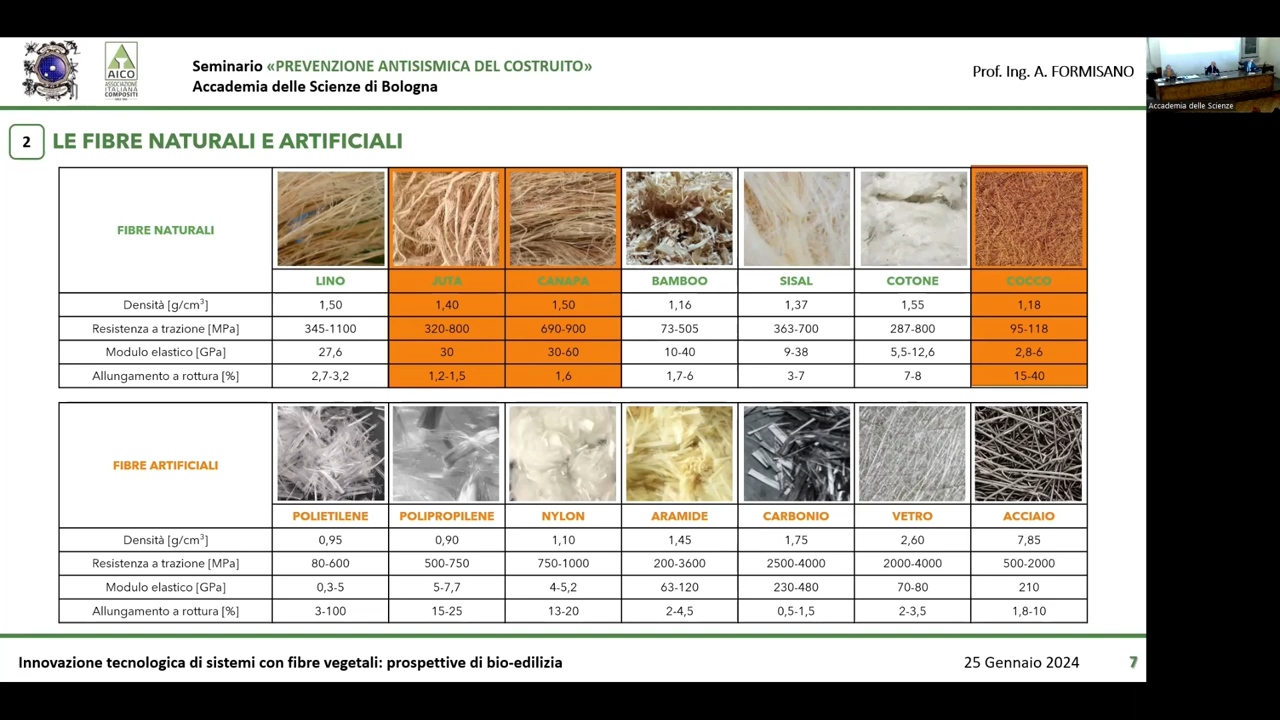 Seminario «PREVENZIONE ANTISISMICA DEL COSTRUITO»
Accademia delle Scienze di Bologna
AICO
ASSOCIAZIONE
ITALIANA
COMPOSITI
Prof. Ing. A. FORMISANO
Accademia delle Scienze
2 LE FIBRE NATURALI E ARTIFICIALI
FIBRE NATURALI
LINO JUTA CANAPA BAMBOO SISAL COTONE COCCO
Densità [g/cm³] 1,50 1,40 1,50 1,16 1,37 1,55 1,18
Resistenza a trazione [MPa] 345-1100 320-800 690-900 73-505 363-700 287-800 95-118
Modulo elastico [GPa] 27,6 30 30-60 10-40 9-38 5,5-12,6 2,8-6
Allungamento a rottura [%] 2,7-3,2 1,2-1,5 1,6 1,7-6 3-7 7-8 15-40
FIBRE ARTIFICIALI
POLIETILENE POLIPROPILENE NYLON ARAMIDE CARBONIO VETRO ACCIAIO
Densità [g/cm³] 0,95 0,90 1,10 1,45 1,75 2,60 7,85
Resistenza a trazione [MPa] 80-600 500-750 750-1000 200-3600 2500-4000 2000-4000 500-2000
Modulo elastico [GPa] 0,3-5 5-7,7 4-5,2 63-120 230-480 70-80 210
Allungamento a rottura [%] 3-100 15-25 13-20 2-4,5 0,5-1,5 2-3,5 1,8-10
Innovazione tecnologica di sistemi con fibre vegetali: prospettive di bio-edilizia
25 Gennaio 2024
7